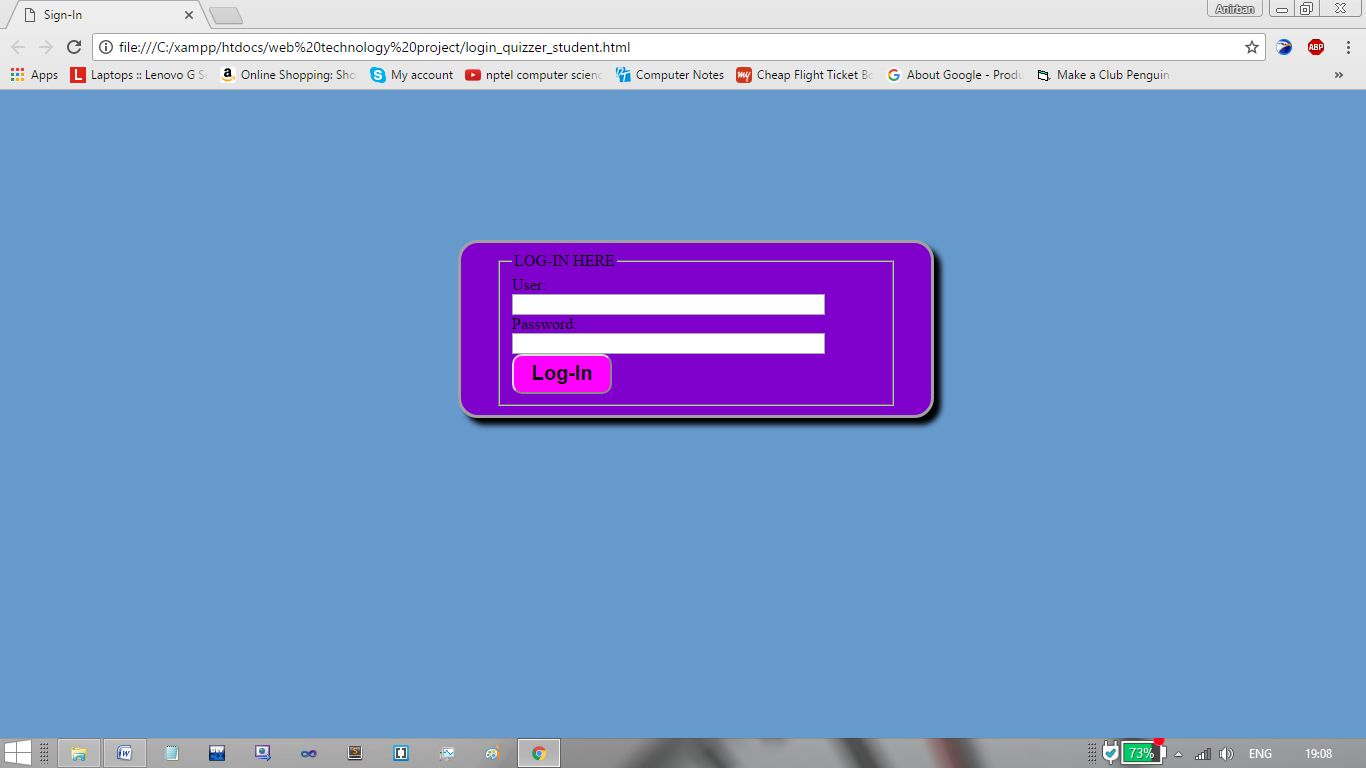 Sign-In
Anirban
file:///C:/xampp/htdocs/web%20technology%20project/login_quizzer_student.html
ABP
Apps
L Laptops :: Lenovo G S
a Online Shopping: Sho
S My account
nptel computer scienc
Computer Notes
my Cheap Flight Ticket Bo
G About Google - Produ
Make a Club Penguin
»
LOG-IN HERE
User:
Password:
Log-In
73%
ENG
19:08